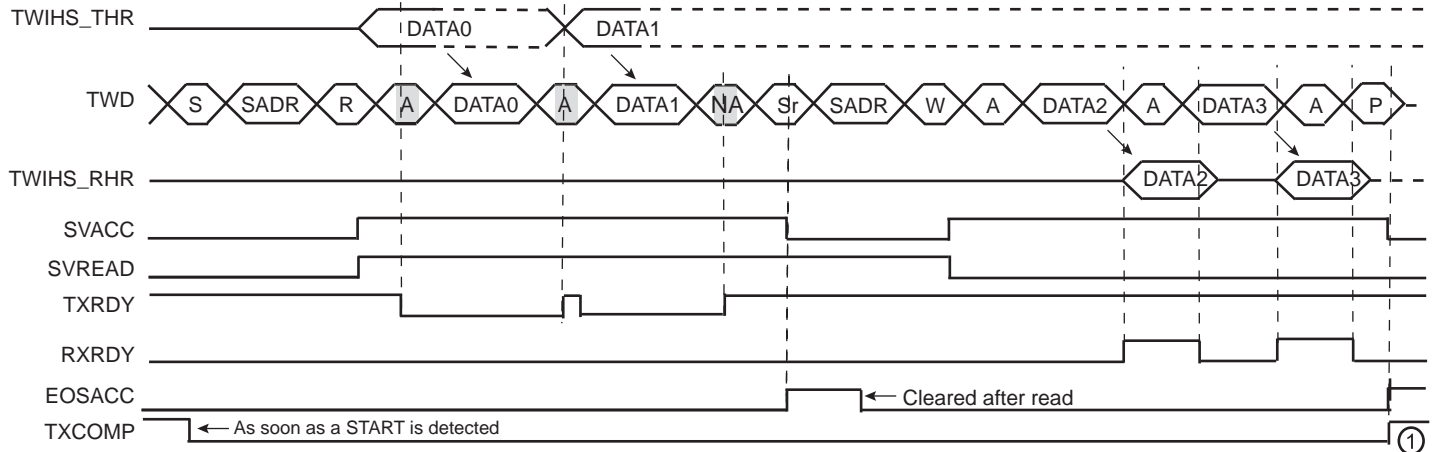 TWIHS_THR DATA0 DATA1
TWD S SADR R A DATA0 A DATA1 NA Sr SADR W A DATA2 A DATA3 A P
TWIHS_RHR DATA2 DATA3
SVACC
SVREAD
TXRDY
RXRDY
EOSACC Cleared after read
TXCOMP As soon as a START is detected 1